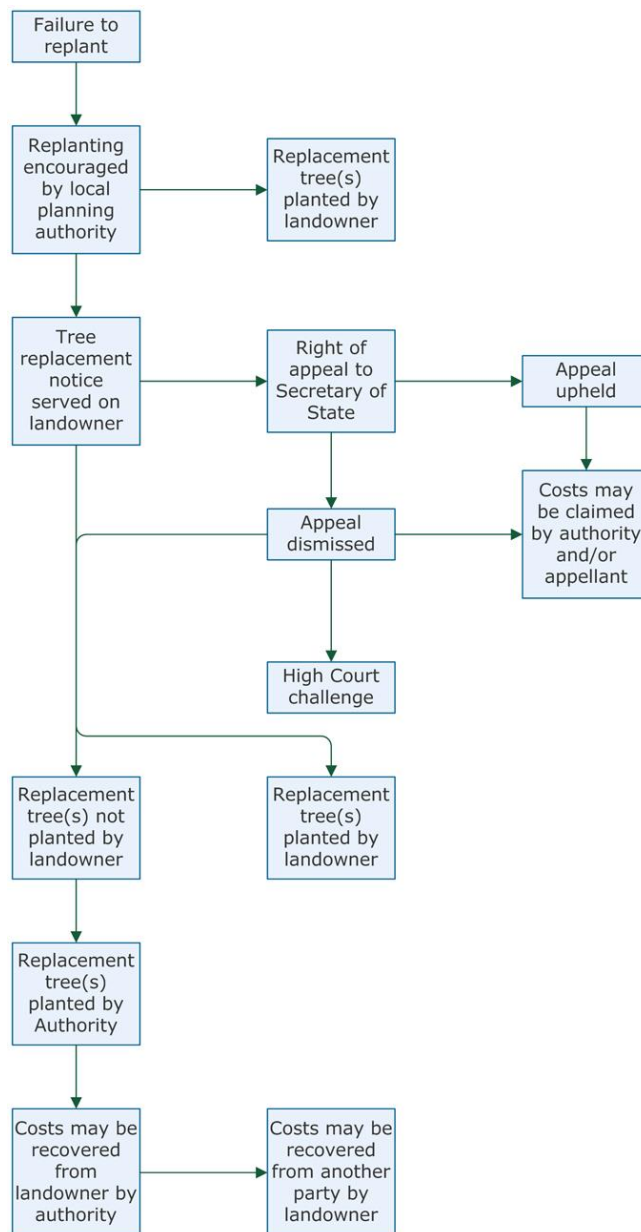 Failure to
replant
Replanting
encouraged
by local
planning
authority
Replacement
tree(s)
planted by
landowner
Tree
replacement
notice
served on
landowner
Right of
appeal to
Secretary of
State
Appeal
upheld
Appeal
dismissed
Costs may
be claimed
by authority
and/or
appellant
High Court
challenge
Replacement
tree(s) not
planted by
landowner
Replacement
tree(s)
planted by
landowner
Replacement
tree(s)
planted by
Authority
Costs may be
recovered
from
landowner by
authority
Costs may be
recovered
from another
party by
landowner